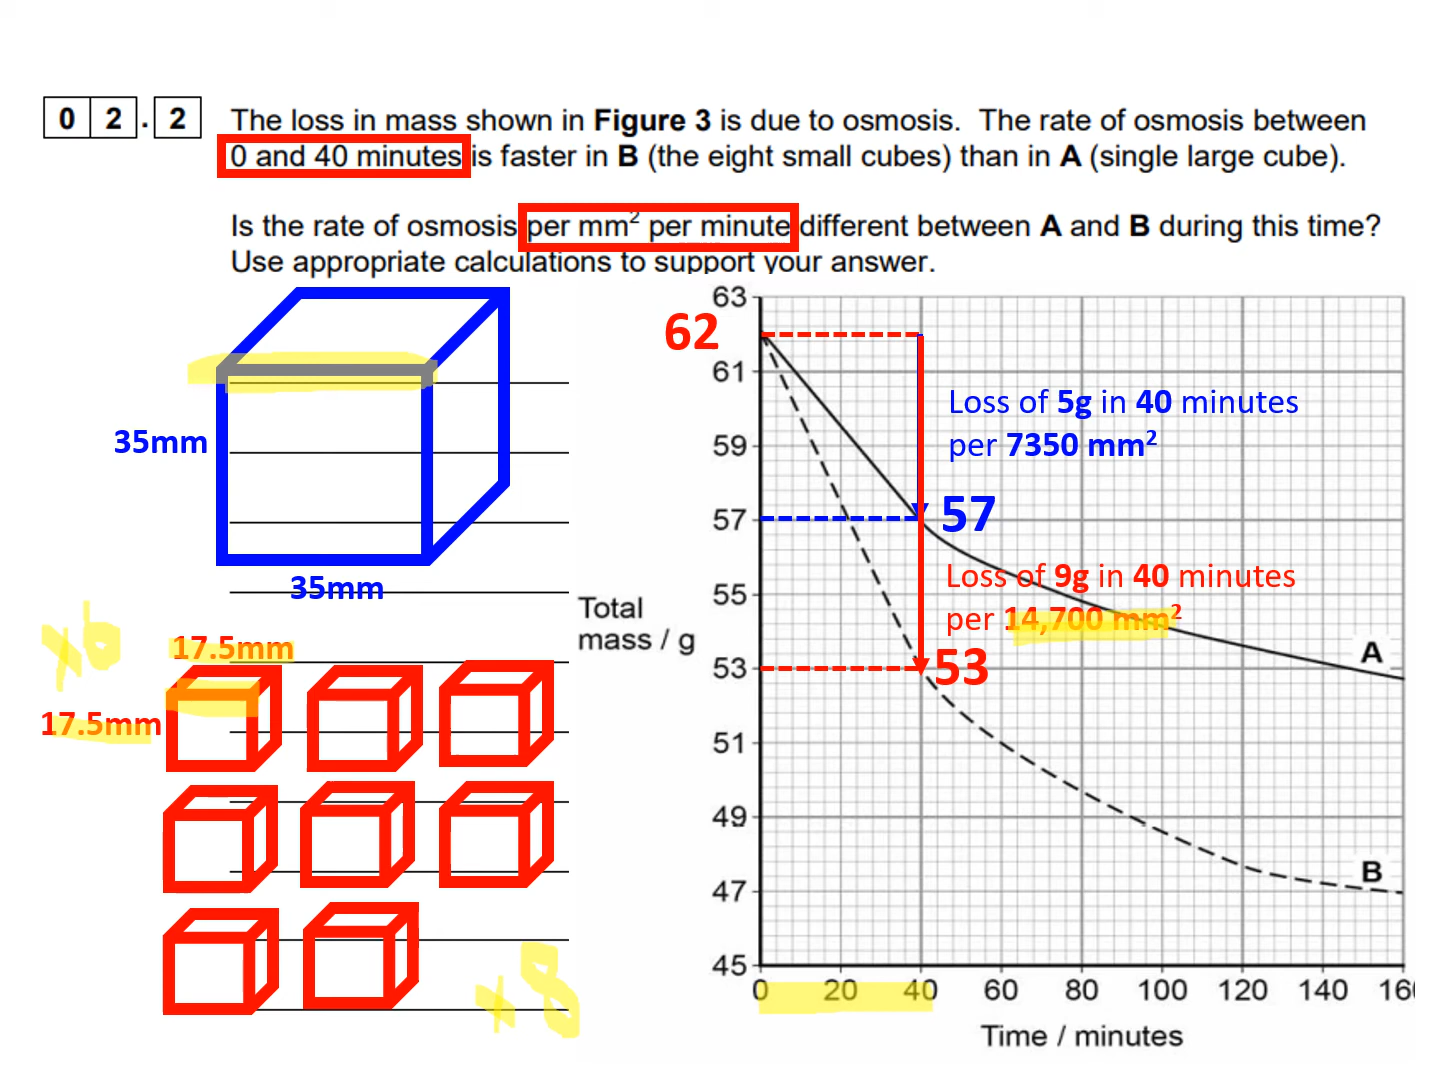 02.2 The loss in mass shown in Figure 3 is due to osmosis. The rate of osmosis between
0 and 40 minutes is faster in B (the eight small cubes) than in A (single large cube).
Is the rate of osmosis per mm² per minute different between A and B during this time?
Use appropriate calculations to support your answer.
35mm
35mm
×6
17.5mm
17.5mm
×8
Total
mass / g
63
62
61
59
57
55
53
51
49
47
45
Loss of 5g in 40 minutes
per 7350 mm²
57
Loss of 9g in 40 minutes
per 14,700 mm²
53
A
B
0 20 40 60 80 100 120 140 16
Time / minutes